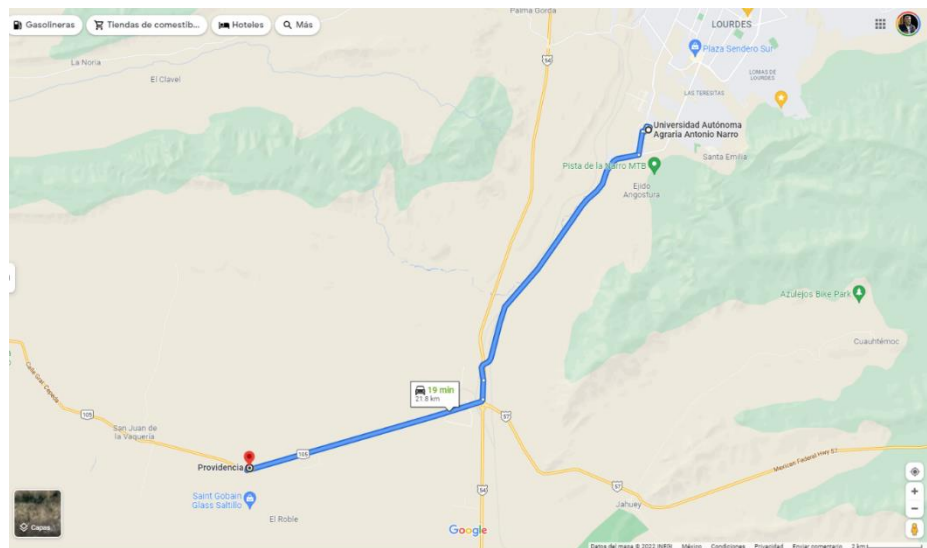 Gasolineras
Tiendas de comestib...
Hoteles
Más
Palma Gorda
LOURDES
Plaza Sendero Sur
La Noria
El Clavel
54
LOMAS DE
LOURDES
LAS TERESITAS
Universidad Autónoma
Agraria Antonio Narro
Santa Emilia
Pista de la Narro MTB
Ejido
Angostura
Azulejos Bike Park
Cuauhtémoc
19 min
21.8 km
57
105
San Juan de
la Vaquería
105
Providencia
Mexican Federal Hwy 57
Saint Gobain
Glass Saltillo
54
57
Jahuey
El Roble
Capas
Google
Datos del mapa © 2022 INEGI México Condiciones Privacidad Enviar comentario 2 km